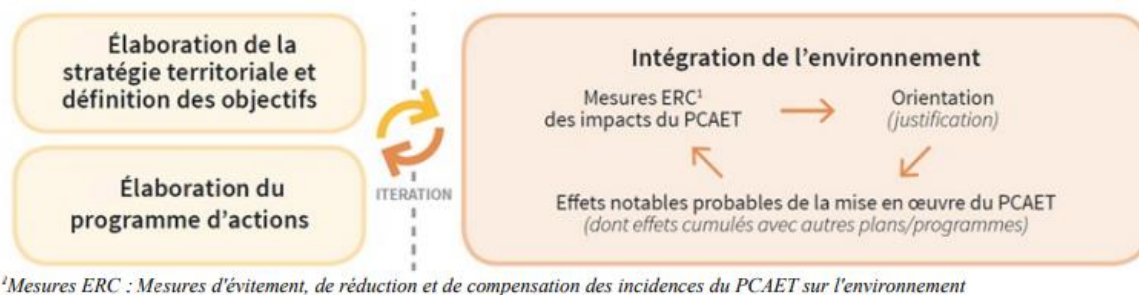 Élaboration de la
stratégie territoriale et
définition des objectifs
Élaboration du
programme d'actions
ITERATION
Intégration de l'environnement
Mesures ERC¹
des impacts du PCAET
Orientation
(justification)
Effets notables probables de la mise en œuvre du PCAET
(dont effets cumulés avec autres plans/programmes)
¹Mesures ERC : Mesures d'évitement, de réduction et de compensation des incidences du PCAET sur l'environnement